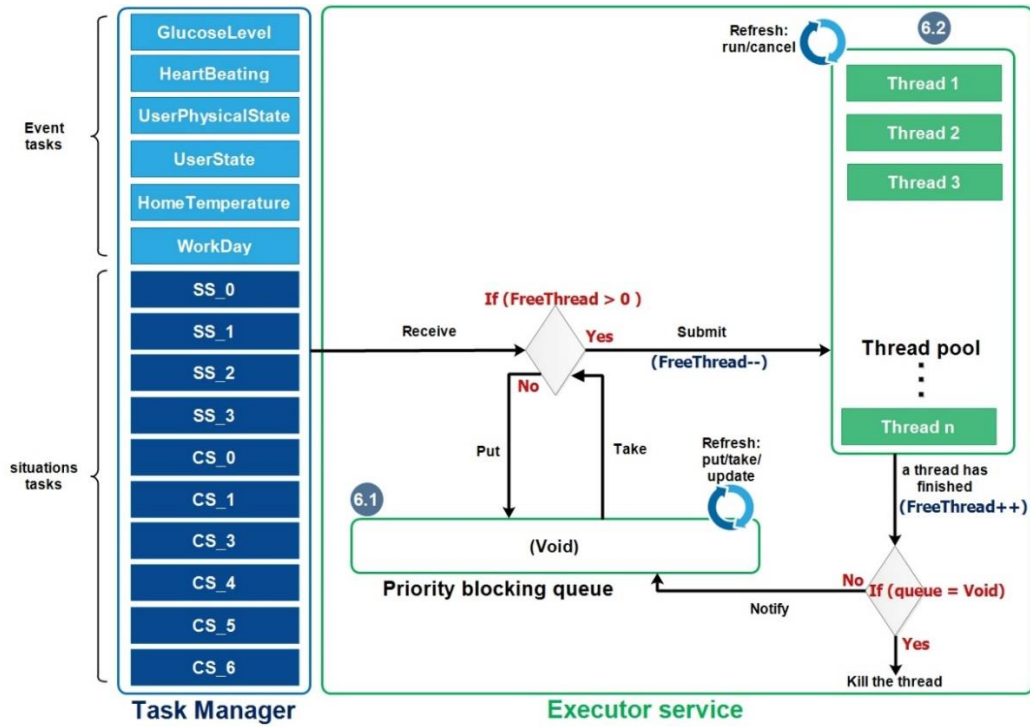 Event
tasks
situations
tasks
GlucoseLevel
HeartBeating
UserPhysicalState
UserState
HomeTemperature
WorkDay
SS_0
SS_1
SS_2
SS_3
CS_0
CS_1
CS_3
CS_4
CS_5
CS_6
Task Manager
Refresh:
run/cancel
6.2
Thread 1
Thread 2
Thread 3
Thread pool
Thread n
If (FreeThread > 0 )
Receive
Yes
Submit
(FreeThread--)
No
Put
Take
Refresh:
put/take/
update
6.1
(Void)
Priority blocking queue
a thread has
finished
(FreeThread++)
No
If (queue = Void)
Notify
Yes
Kill the thread
Executor service